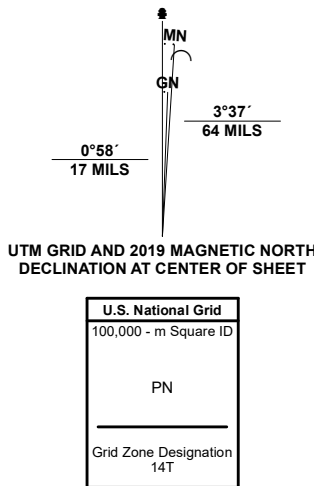 MN
GN
3°37´
64 MILS
0°58´
17 MILS
UTM GRID AND 2019 MAGNETIC NORTH
DECLINATION AT CENTER OF SHEET
U.S. National Grid
100,000 - m Square ID
PN
Grid Zone Designation
14T